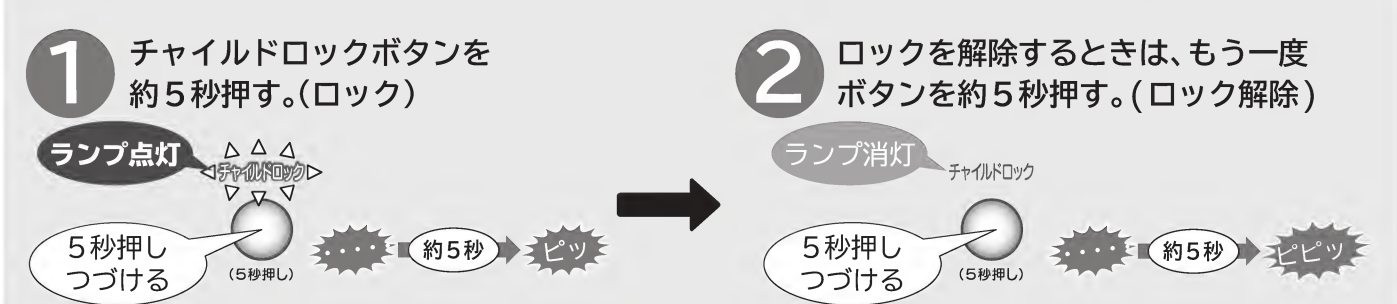 1 チャイルドロックボタンを
約5秒押す。(ロック)
ランプ点灯
チャイルドロック
5秒押し
つづける
(5秒押し)
・・・
約5秒
ピッ
2 ロックを解除するときは、もう一度
ボタンを約5秒押す。(ロック解除)
ランプ消灯
チャイルドロック
5秒押し
つづける
(5秒押し)
・・・
約5秒
ピピッ